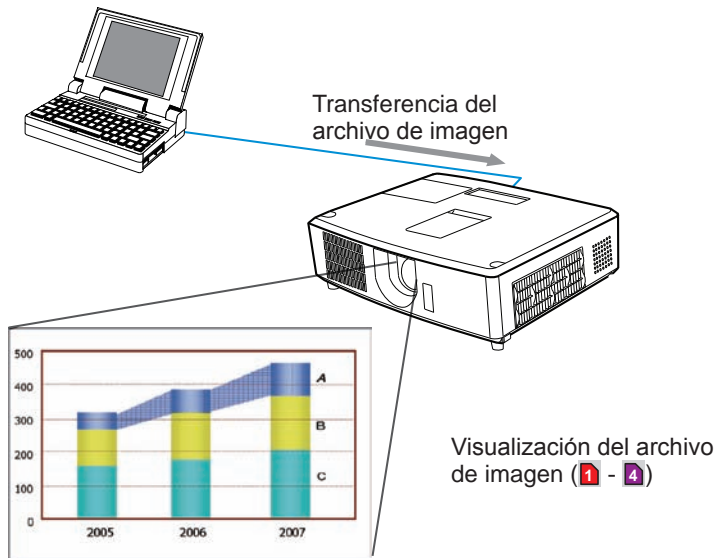 Transferencia del
archivo de imagen
500
400
300
200
100
0
A
B
C
2005 2006 2007
Visualización del archivo
de imagen (1 - 4)